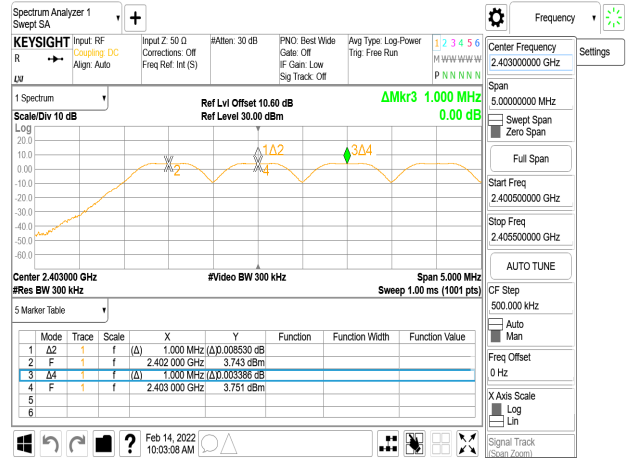 Spectrum Analyzer 1
Swept SA
Frequency
KEYSIGHT
R
Input: RF
Coupling: DC
Align: Auto
Input Z: 50 Ω
Corrections: Off
Freq Ref: Int (S)
#Atten: 30 dB
PNO: Best Wide
Gate: Off
IF Gain: Low
Sig Track: Off
Avg Type: Log-Power
Trig: Free Run
1 2 3 4 5 6
M W W W W W
P N N N N N
1 Spectrum
Scale/Div 10 dB
Ref Lvl Offset 10.60 dB
Ref Level 30.00 dBm
ΔMkr3 1.000 MHz
0.00 dB
Log
20.0
10.0
0.00
-10.0
-20.0
-30.0
-40.0
-50.0
-60.0
2
1Δ2
4
3Δ4
Center 2.403000 GHz
#Res BW 300 kHz
#Video BW 300 kHz
Span 5.000 MHz
Sweep 1.00 ms (1001 pts)
5 Marker Table
Mode Trace Scale X Y Function Function Width Function Value
1 Δ2 1 f (Δ) 1.000 MHz (Δ)0.008530 dB
2 F 1 f 2.402 000 GHz 3.743 dBm
3 Δ4 1 f (Δ) 1.000 MHz (Δ)0.003386 dB
4 F 1 f 2.403 000 GHz 3.751 dBm
5
6
?
Feb 14, 2022
10:03:08 AM
Center Frequency
2.403000000 GHz
Settings
Span
5.00000000 MHz
Swept Span
Zero Span
Full Span
Start Freq
2.400500000 GHz
Stop Freq
2.405500000 GHz
AUTO TUNE
CF Step
500.000 kHz
Auto
Man
Freq Offset
0 Hz
X Axis Scale
Log
Lin
Signal Track
(Span Zoom)